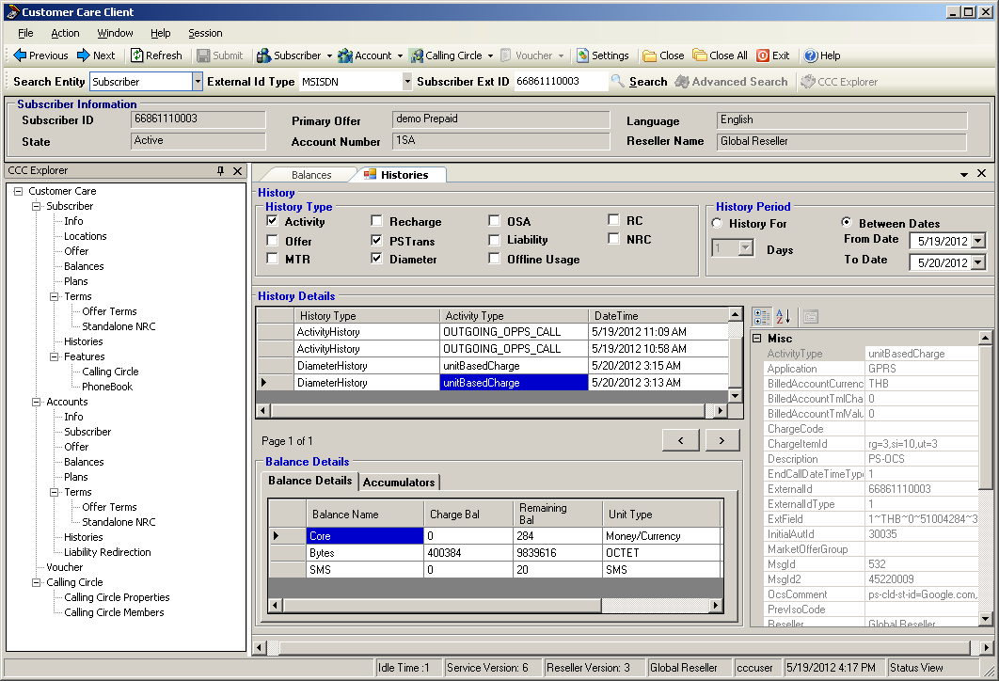 Customer Care Client
File Action Window Help Session
Previous Next Refresh Submit Subscriber Account Calling Circle Voucher Settings Close Close All Exit Help
Search Entity Subscriber External Id Type MSISDN Subscriber Ext ID 66861110003 Search Advanced Search CCC Explorer
Subscriber Information
Subscriber ID 66861110003 Primary Offer demo Prepaid Language English
State Active Account Number 1SA Reseller Name Global Reseller
CCC Explorer
Customer Care
Subscriber
Info
Locations
Offer
Balances
Plans
Terms
Offer Terms
Standalone NRC
Histories
Features
Calling Circle
PhoneBook
Accounts
Info
Subscriber
Offer
Balances
Plans
Terms
Offer Terms
Standalone NRC
Histories
Liability Redirection
Voucher
Calling Circle
Calling Circle Properties
Calling Circle Members
Balances Histories
History
History Type
Activity Recharge OSA RC
Offer PSTrans Liability NRC
MTR Diameter Offline Usage
History Period
History For Between Dates
1 Days
From Date 5/19/2012
To Date 5/20/2012
History Details
History Type Activity Type DateTime
ActivityHistory OUTGOING_OPPS_CALL 5/19/2012 11:09 AM
ActivityHistory OUTGOING_OPPS_CALL 5/19/2012 10:58 AM
DiameterHistory unitBasedCharge 5/20/2012 3:15 AM
DiameterHistory unitBasedCharge 5/20/2012 3:13 AM
Page 1 of 1 < >
Balance Details
Balance Details Accumulators
Balance Name Charge Bal Remaining Bal Unit Type
Core 0 284 Money/Currency
Bytes 400384 9839616 OCTET
SMS 0 20 SMS
Misc
ActivityType unitBasedCharge
Application GPRS
BilledAccountCurrenc THB
BilledAccountTmlCha 0
BilledAccountTmlValu 0
ChargeCode
ChargeItemId rg=3,si=10,ut=3
Description PS-OCS
EndCallDateTimeType 1
ExternalId 66861110003
ExternalIdType 1
ExtField 1~THB~0~51004284~3
InitialAutId 30035
MarketOfferGroup
MsgId 532
MsgId2 45220009
OcsComment ps-cld-st-id=Google.com,
PrevIsoCode
Reseller Global Reseller
Idle Time :1 Service Version: 6 Reseller Version: 3 Global Reseller cccuser 5/19/2012 4:17 PM Status View